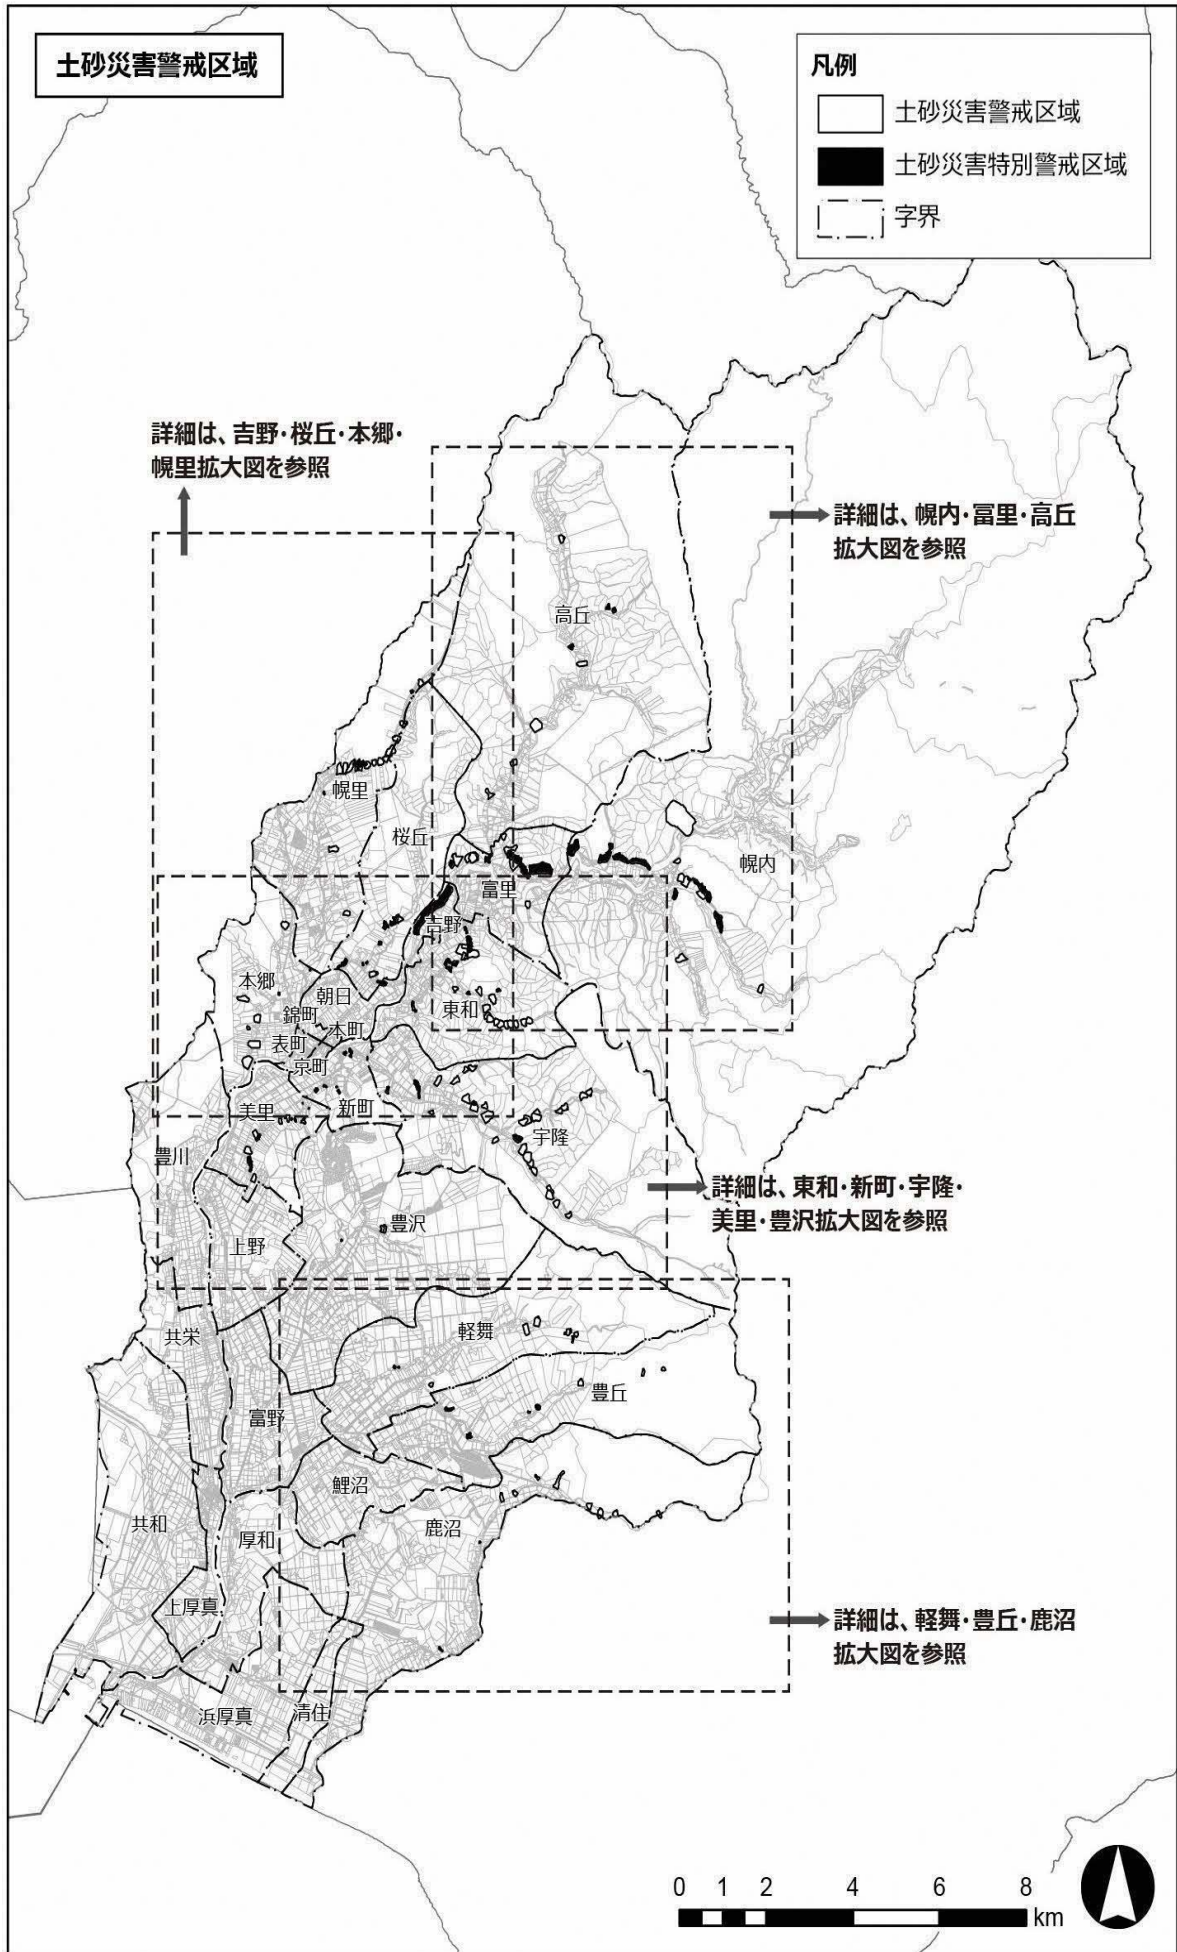 土砂災害警戒区域
凡例
土砂災害警戒区域
土砂災害特別警戒区域
字界
詳細は、吉野・桜丘・本郷・
幌里拡大図を参照
詳細は、幌内・富里・高丘
拡大図を参照
高丘
幌里
桜丘
幌内
富里
吉野
本郷
朝日
東和
錦町
本町
表町
京町
美里
新町
宇隆
豊川
詳細は、東和・新町・宇隆・
美里・豊沢拡大図を参照
豊沢
上野
共栄
軽舞
豊丘
富野
鯉沼
共和
厚和
鹿沼
上厚真
詳細は、軽舞・豊丘・鹿沼
拡大図を参照
浜厚真
清住
0 1 2 4 6 8
km